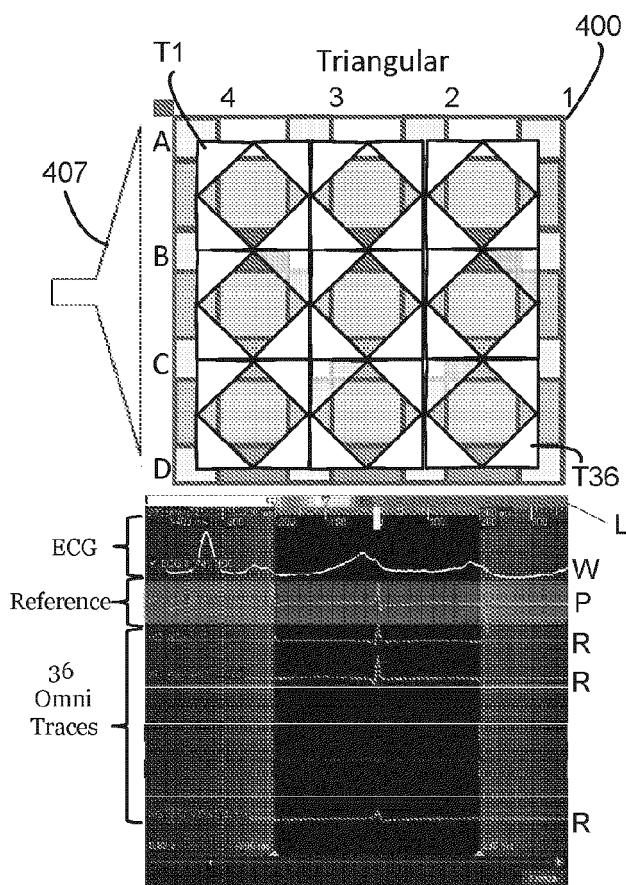 400
T1
Triangular
4 3 2 1
A
407
B
C
D
T36
L
ECG
W
Reference
P
R
36
Omni
Traces
R
R